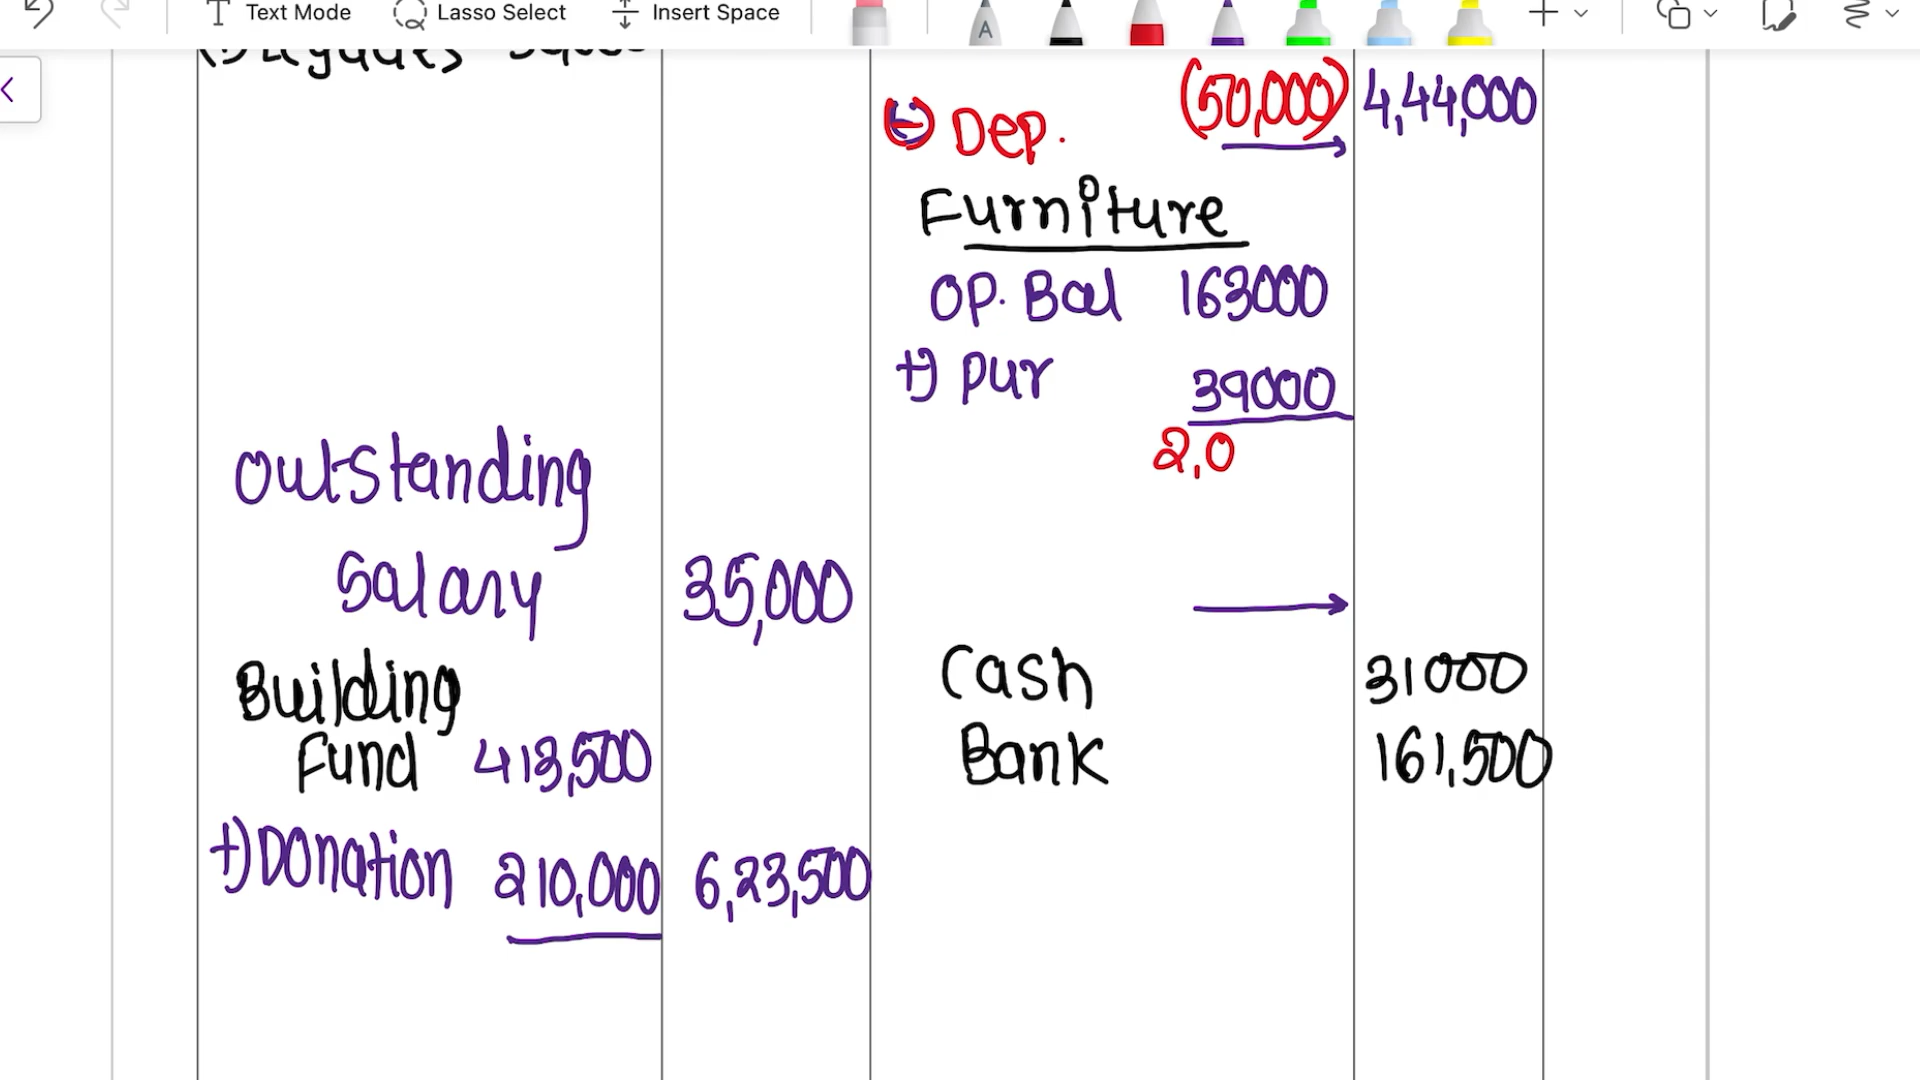 Text Mode Lasso Select Insert Space
A
(50,000) 4,44,000
(-) Dep.
Furniture
OP. Bal 163000
+) Pur 39000
2,0
Outstanding
Salary 35,000
Building
Fund 413,500
+) Donation 210,000 6,23,500
Cash 31000
Bank 161,500